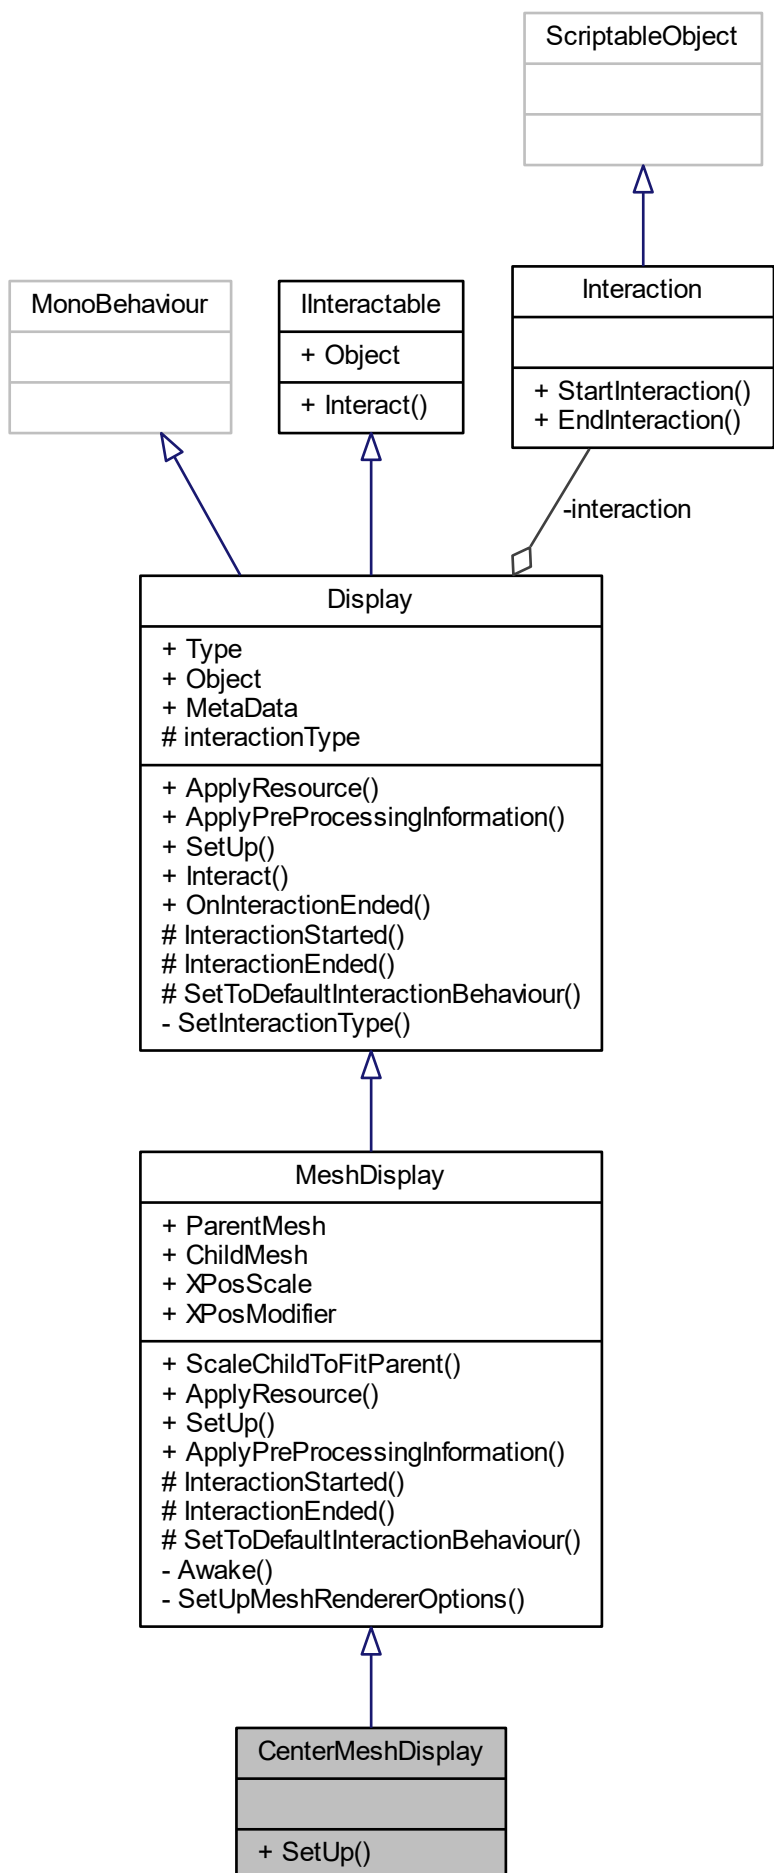 ScriptableObject
MonoBehaviour
IInteractable
+ Object
+ Interact()
Interaction
+ StartInteraction()
+ EndInteraction()
-interaction
Display
+ Type
+ Object
+ MetaData
# interactionType
+ ApplyResource()
+ ApplyPreProcessingInformation()
+ SetUp()
+ Interact()
+ OnInteractionEnded()
# InteractionStarted()
# InteractionEnded()
# SetToDefaultInteractionBehaviour()
- SetInteractionType()
MeshDisplay
+ ParentMesh
+ ChildMesh
+ XPosScale
+ XPosModifier
+ ScaleChildToFitParent()
+ ApplyResource()
+ SetUp()
+ ApplyPreProcessingInformation()
# InteractionStarted()
# InteractionEnded()
# SetToDefaultInteractionBehaviour()
- Awake()
- SetUpMeshRendererOptions()
CenterMeshDisplay
+ SetUp()